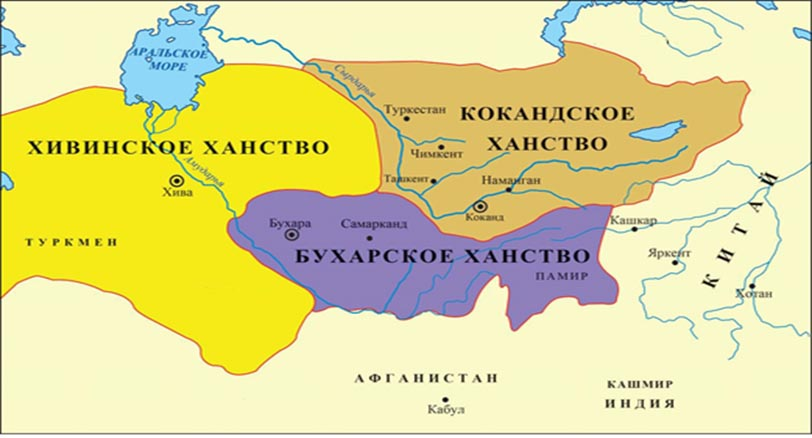 АРАЛЬСКОЕ
МОРЕ
Сырдарья
Туркестан
КОКАНДСКОЕ
ХАНСТВО
ХИВИНСКОЕ ХАНСТВО
Чимкент
Ташкент
Наманган
Амударья
Хива
Коканд
Бухара
Самарканд
Кашкар
КИТАЙ
ТУРКМЕН
БУХАРСКОЕ ХАНСТВО
Яркент
ПАМИР
Хотан
АФГАНИСТАН
КАШМИР
Кабул
ИНДИЯ